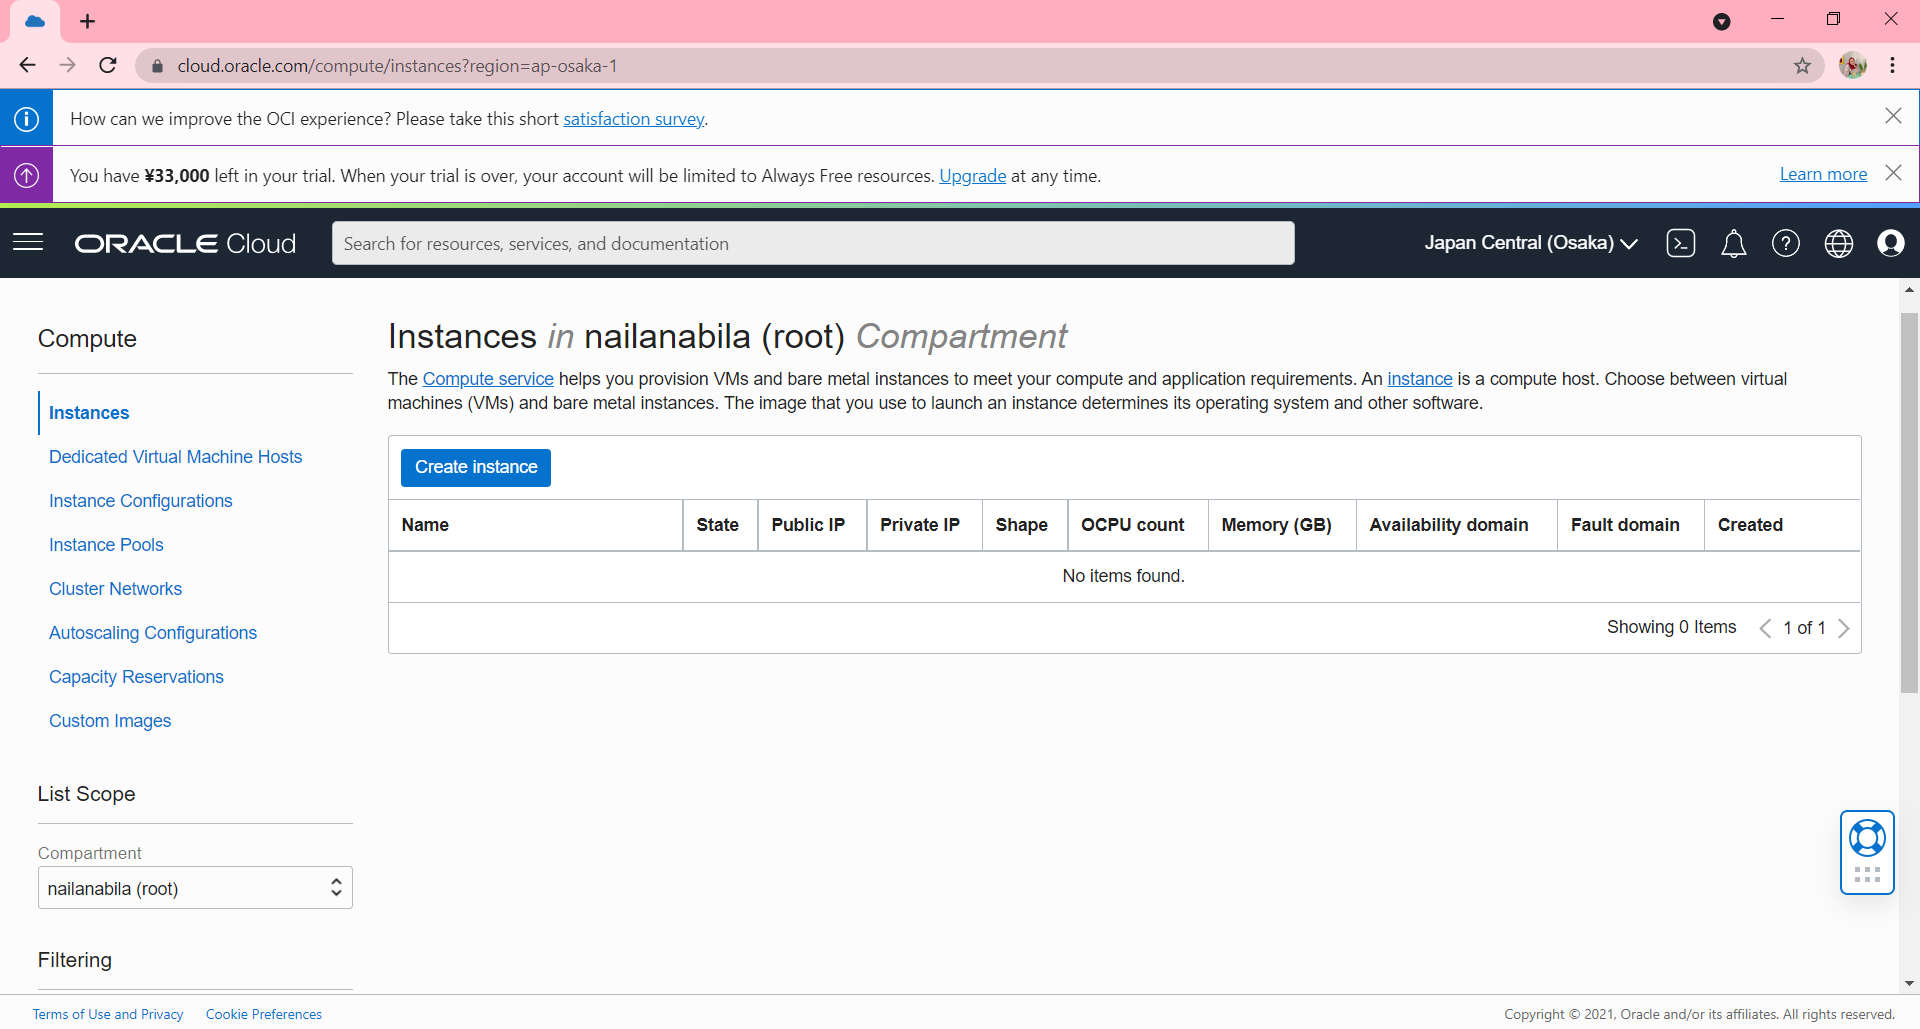 cloud.oracle.com/compute/instances?region=ap-osaka-1
How can we improve the OCI experience? Please take this short satisfaction survey.
You have ¥33,000 left in your trial. When your trial is over, your account will be limited to Always Free resources. Upgrade at any time.
Learn more
ORACLE Cloud
Search for resources, services, and documentation
Japan Central (Osaka)
Compute
Instances
Dedicated Virtual Machine Hosts
Instance Configurations
Instance Pools
Cluster Networks
Autoscaling Configurations
Capacity Reservations
Custom Images
List Scope
Compartment
nailanabila (root)
Filtering
Instances in nailanabila (root) Compartment
The Compute service helps you provision VMs and bare metal instances to meet your compute and application requirements. An instance is a compute host. Choose between virtual
machines (VMs) and bare metal instances. The image that you use to launch an instance determines its operating system and other software.
Create instance
Name State Public IP Private IP Shape OCPU count Memory (GB) Availability domain Fault domain Created
No items found.
Showing 0 Items 1 of 1
Terms of Use and Privacy Cookie Preferences
Copyright © 2021, Oracle and/or its affiliates. All rights reserved.